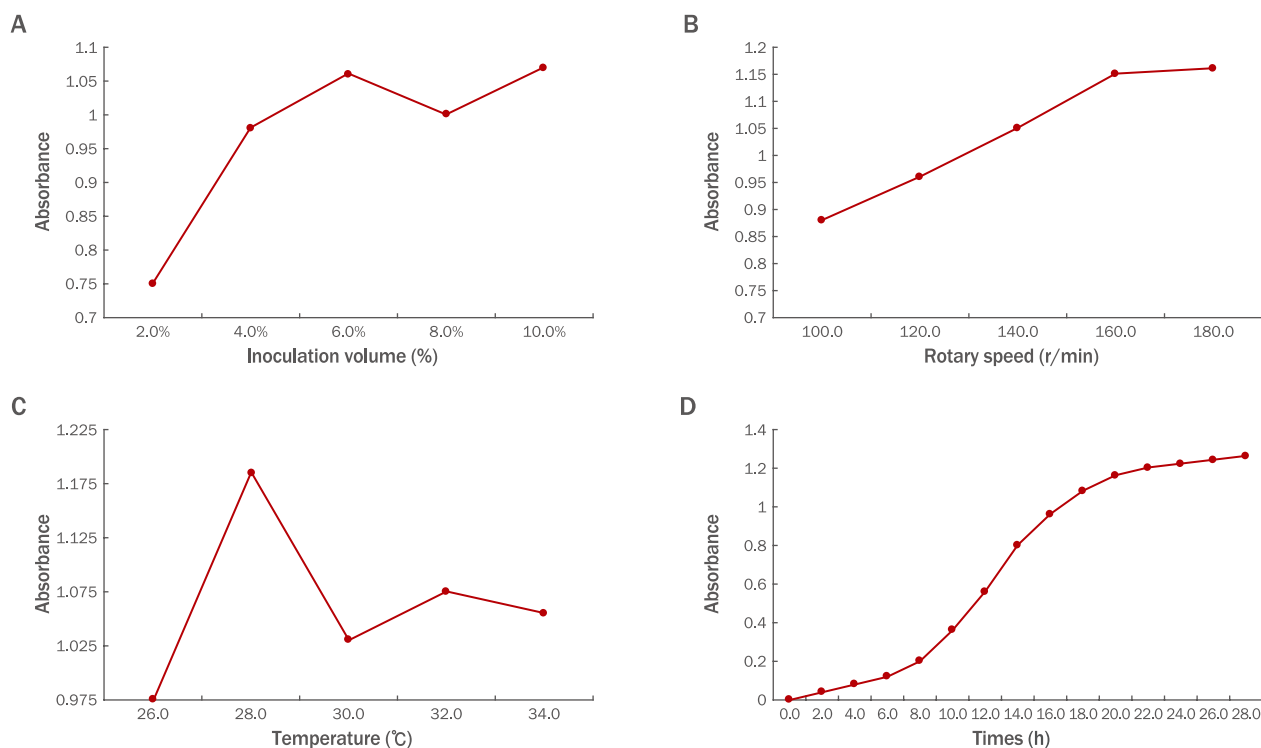 A
Absorbance
1.1
1.05
1
0.95
0.9
0.85
0.8
0.75
0.7
2.0% 4.0% 6.0% 8.0% 10.0%
Inoculation volume (%)
B
Absorbance
1.2
1.15
1.1
1.05
1
0.95
0.9
0.85
0.8
0.75
0.7
100.0 120.0 140.0 160.0 180.0
Rotary speed (r/min)
C
Absorbance
1.225
1.175
1.125
1.075
1.025
0.975
26.0 28.0 30.0 32.0 34.0
Temperature (℃)
D
Absorbance
1.4
1.2
1
0.8
0.6
0.4
0.2
0
0.0 2.0 4.0 6.0 8.0 10.0 12.0 14.0 16.0 18.0 20.0 22.0 24.0 26.0 28.0
Times (h)